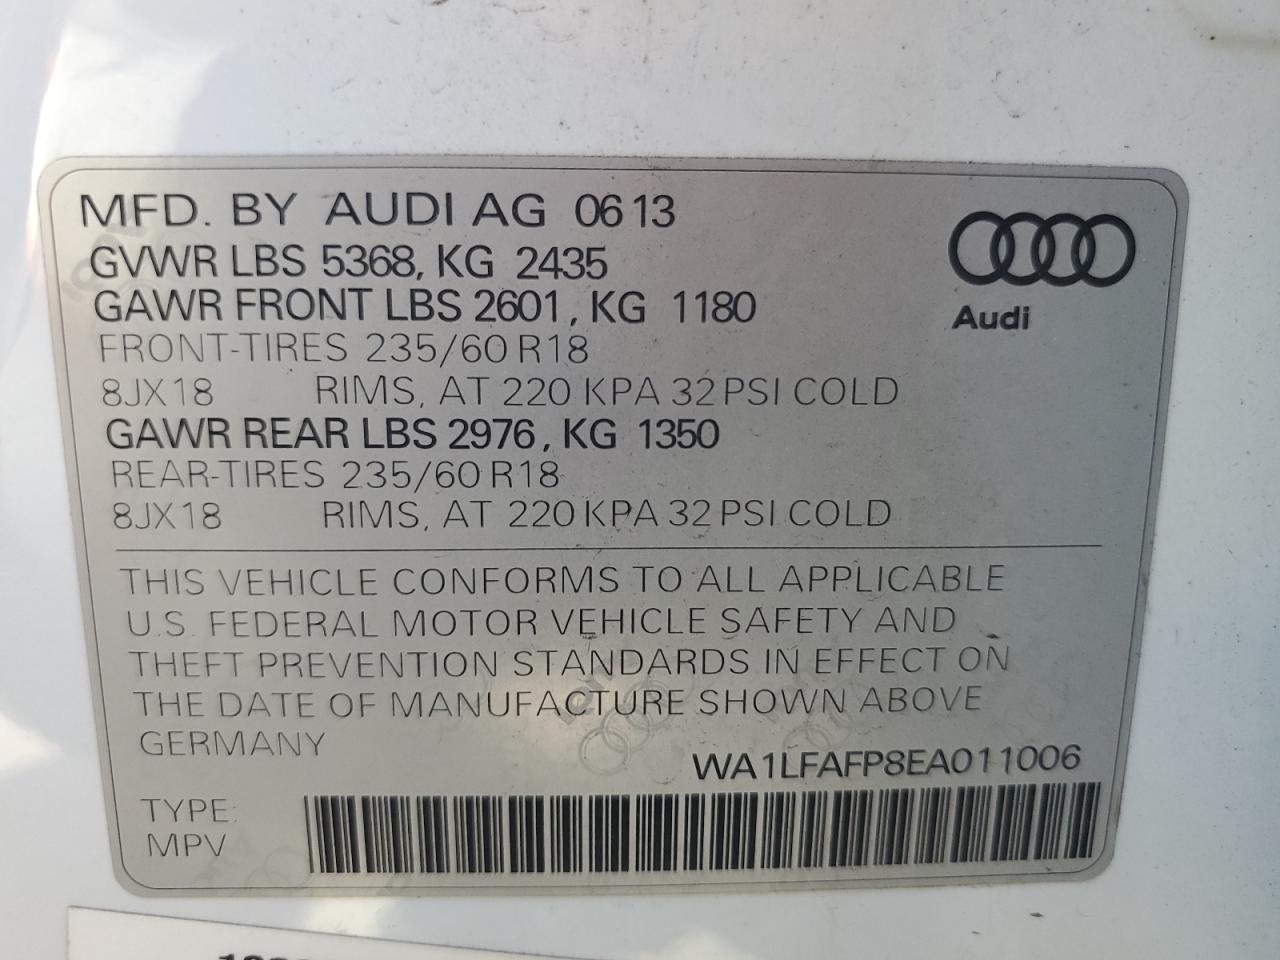 MFD. BY AUDI AG 0613
GVWR LBS 5368, KG 2435
GAWR FRONT LBS 2601, KG 1180
FRONT-TIRES 235/60 R18
8JX18 RIMS, AT 220 KPA 32 PSI COLD
GAWR REAR LBS 2976, KG 1350
REAR-TIRES 235/60 R18
8JX18 RIMS, AT 220 KPA 32 PSI COLD
Audi
THIS VEHICLE CONFORMS TO ALL APPLICABLE
U.S. FEDERAL MOTOR VEHICLE SAFETY AND
THEFT PREVENTION STANDARDS IN EFFECT ON
THE DATE OF MANUFACTURE SHOWN ABOVE
GERMANY
WA1LFAFP8EA011006
TYPE:
MPV